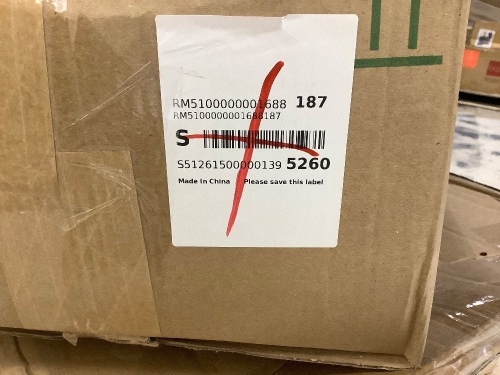 RM5100000001688 187
RM5100000001688187
S
S51261500000139 5260
Made in China Please save this label